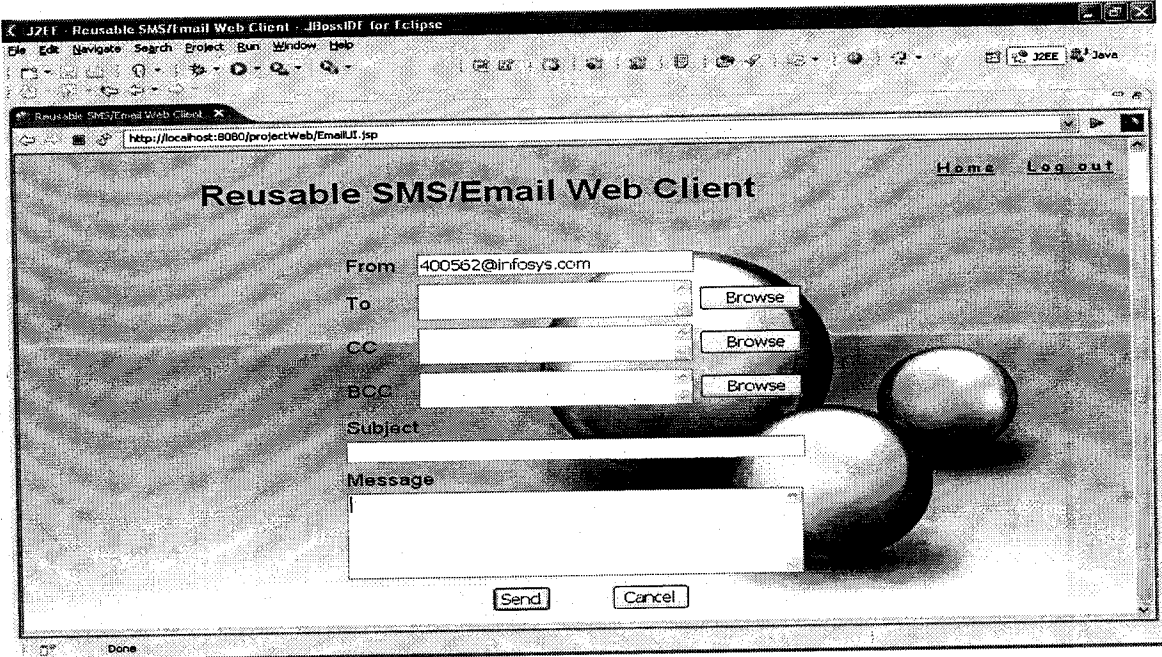 J2EE - Reusable SMS/Email Web Client - JBossIDE for Eclipse
File Edit Navigate Search Project Run Window Help
J2EE Java
Reusable SMS/Email Web Client
http://localhost:8080/projectWeb/EmailUI.jsp
Home Log out
Reusable SMS/Email Web Client
From 400562@infosys.com
To Browse
CC Browse
BCC Browse
Subject
Message
Send Cancel
Done